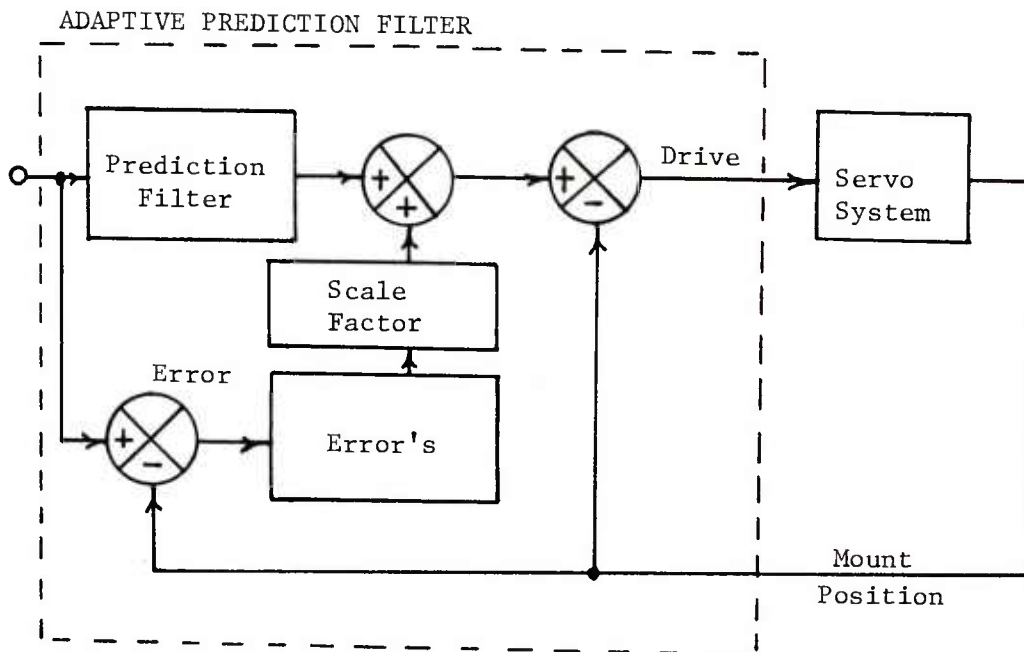 ADAPTIVE PREDICTION FILTER
Prediction
Filter
+
+
+
-
Drive
Servo
System
Scale
Factor
Error
+
-
Error's
Mount
Position